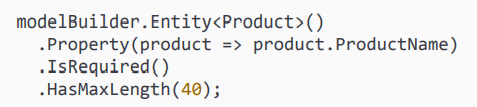 modelBuilder.Entity<Product>()
  .Property(product => product.ProductName)
  .IsRequired()
  .HasMaxLength(40);